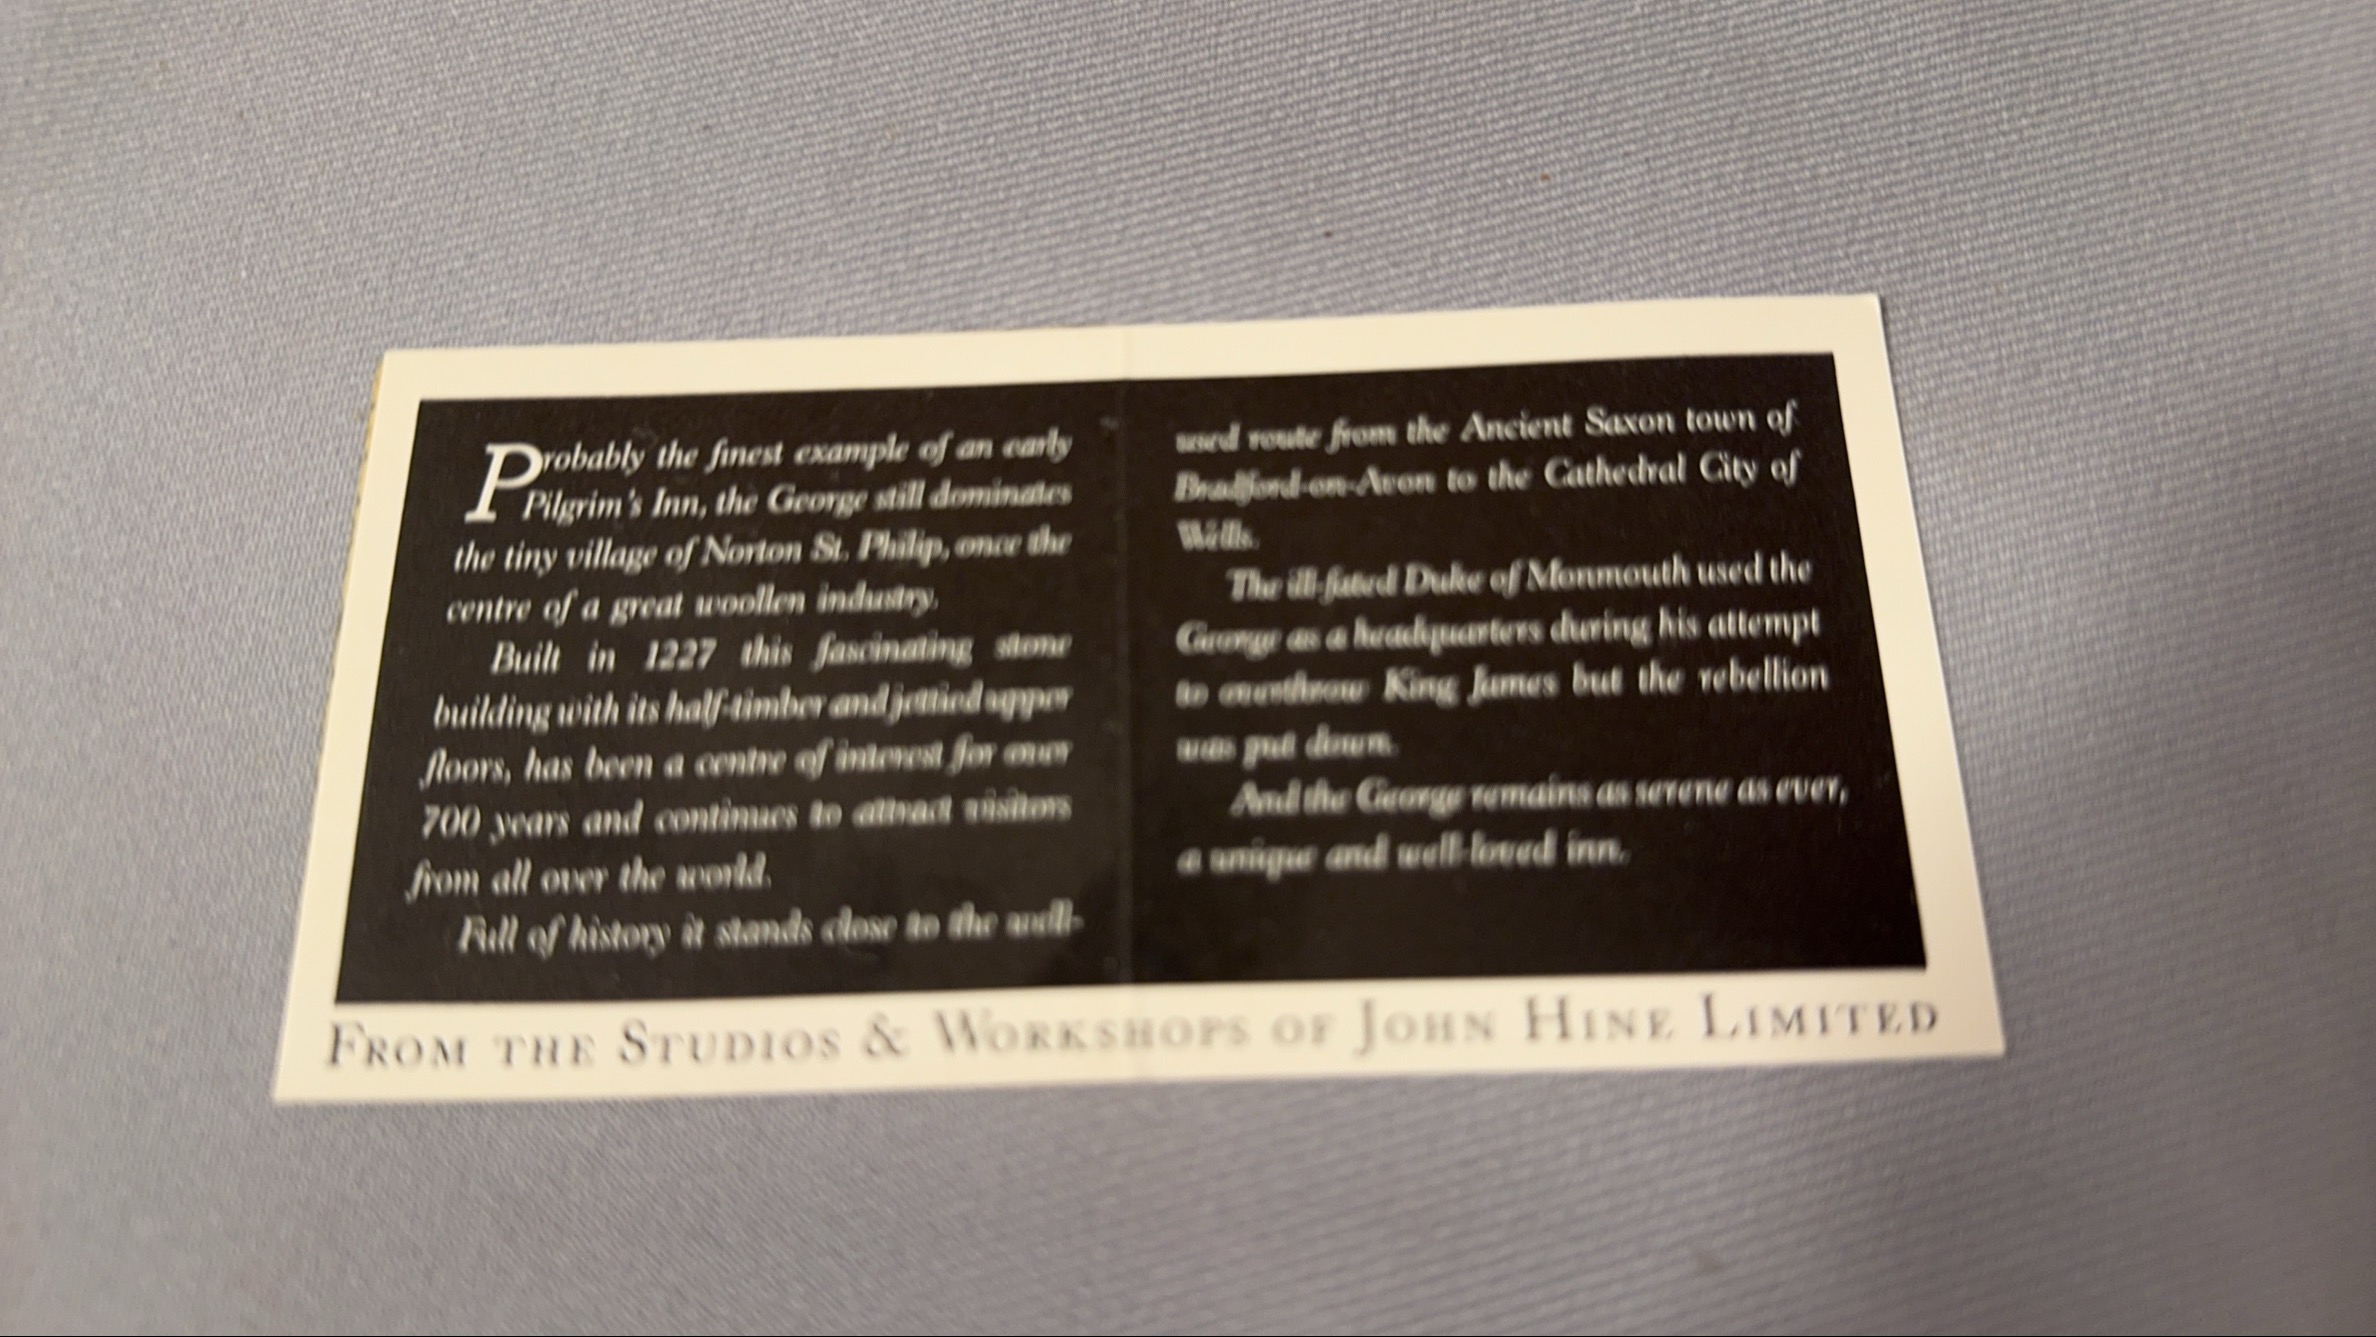 Probably the finest example of an early
Pilgrim's Inn, the George still dominates
the tiny village of Norton St. Philip, once the
centre of a great woollen industry.
Built in 1227 this fascinating stone
building with its half-timber and jettied upper
floors, has been a centre of interest for over
700 years and continues to attract visitors
from all over the world.
Full of history it stands close to the well-
used route from the Ancient Saxon town of
Bradford-on-Avon to the Cathedral City of
Wells.
The ill-fated Duke of Monmouth used the
George as a headquarters during his attempt
to overthrow King James but the rebellion
was put down.
And the George remains as serene as ever,
a unique and well-loved inn.
FROM THE STUDIOS & WORKSHOPS OF JOHN HINE LIMITED